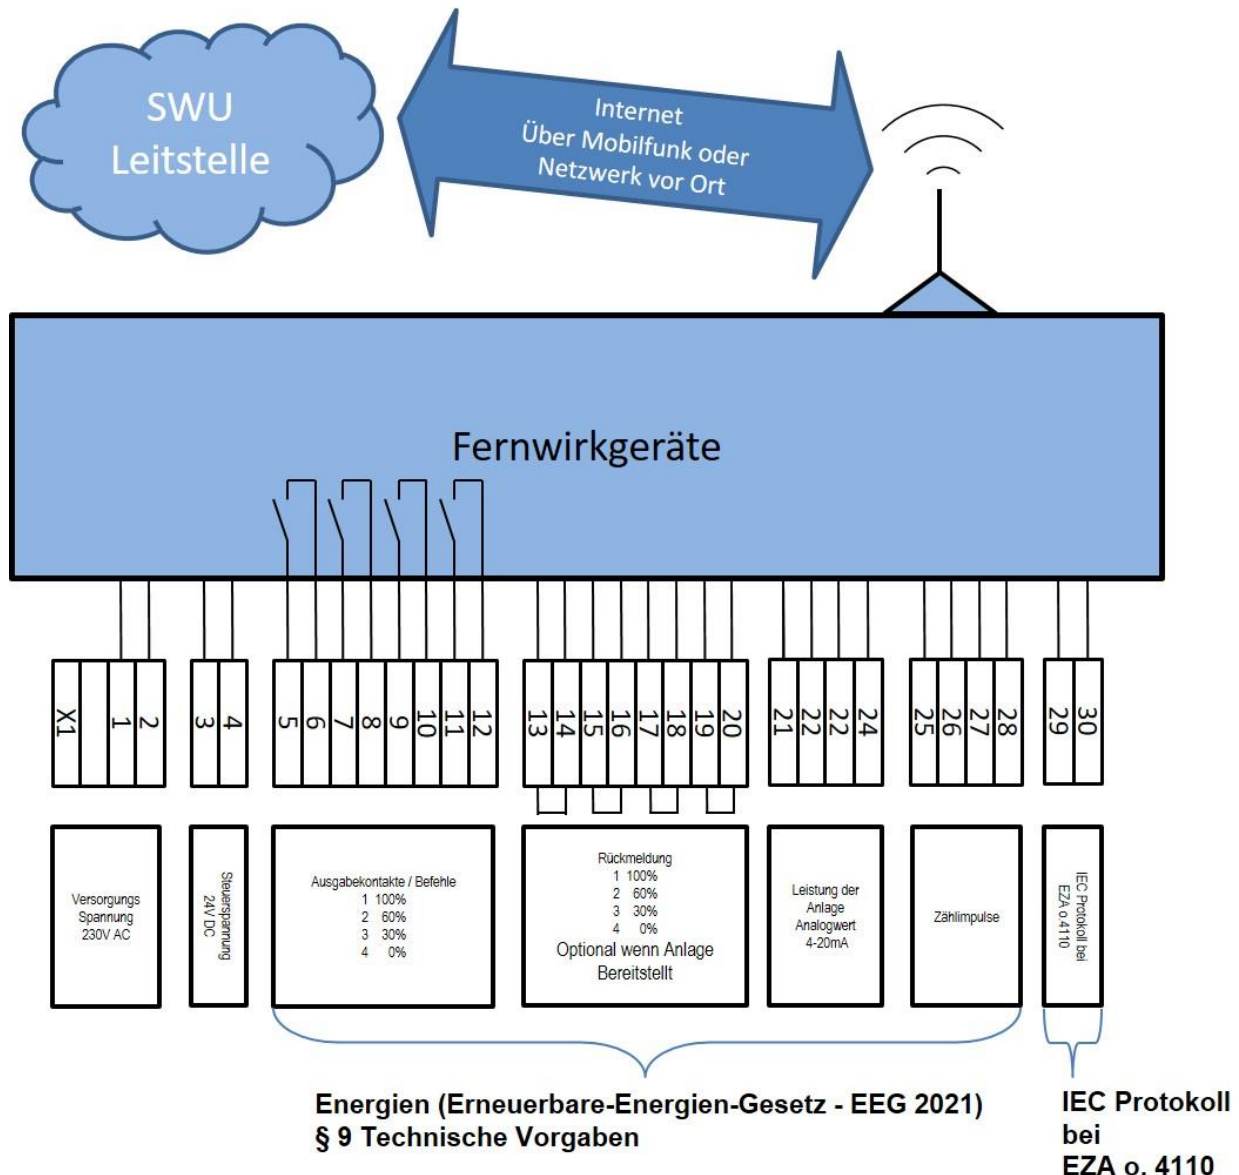 SWU
Leitstelle
Internet
Über Mobilfunk oder
Netzwerk vor Ort
Fernwirkgeräte
X1
1
2
3
4
5
6
7
8
9
10
11
12
13
14
15
16
17
18
19
20
21
22
22
24
25
26
27
28
29
30
Versorgungs
Spannung
230V AC
Steuerspannung
24V DC
Ausgabekontakte / Befehle
1 100%
2 60%
3 30%
4 0%
Rückmeldung
1 100%
2 60%
3 30%
4 0%
Optional wenn Anlage
Bereitstellt
Leistung der
Anlage
Analogwert
4-20mA
Zählimpulse
IEC Protokoll bei
EZA o.4110
Energien (Erneuerbare-Energien-Gesetz - EEG 2021)
§ 9 Technische Vorgaben
IEC Protokoll
bei
EZA o. 4110